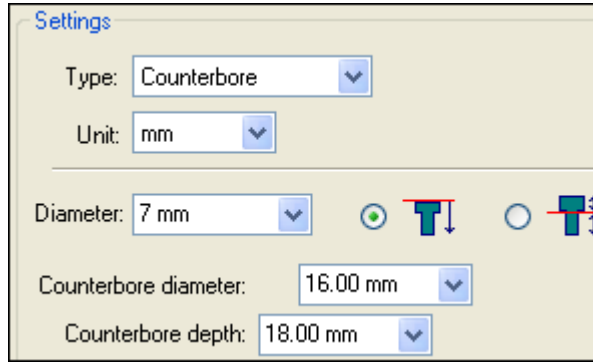 Settings
Type: Counterbore
Unit: mm
Diameter: 7 mm
Counterbore diameter: 16.00 mm
Counterbore depth: 18.00 mm